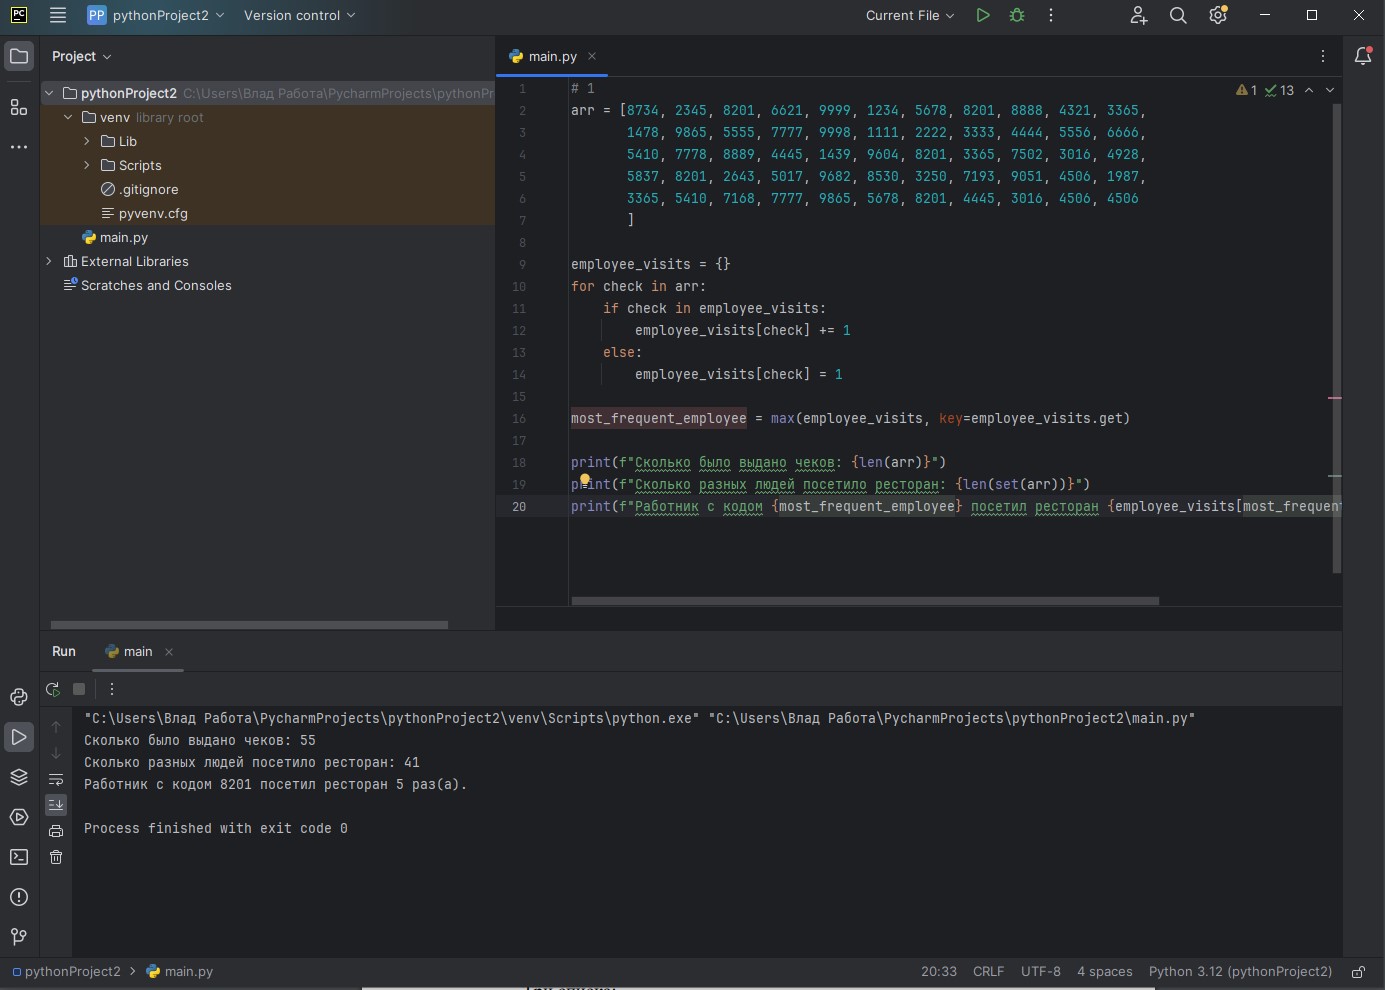 PC
PP pythonProject2 Version control Current File
Project main.py
pythonProject2 C:\Users\Влад Работа\PycharmProjects\pythonPr
venv library root
Lib
Scripts
.gitignore
pyvenv.cfg
main.py
External Libraries
Scratches and Consoles
1 13
1 # 1
2 arr = [8734, 2345, 8201, 6621, 9999, 1234, 5678, 8201, 8888, 4321, 3365,
3 1478, 9865, 5555, 7777, 9998, 1111, 2222, 3333, 4444, 5556, 6666,
4 5410, 7778, 8889, 4445, 1439, 9604, 8201, 3365, 7502, 3016, 4928,
5 5837, 8201, 2643, 5017, 9682, 8530, 3250, 7193, 9051, 4506, 1987,
6 3365, 5410, 7168, 7777, 9865, 5678, 8201, 4445, 3016, 4506, 4506
7 ]
8
9 employee_visits = {}
10 for check in arr:
11 if check in employee_visits:
12 employee_visits[check] += 1
13 else:
14 employee_visits[check] = 1
15
16 most_frequent_employee = max(employee_visits, key=employee_visits.get)
17
18 print(f"Сколько было выдано чеков: {len(arr)}")
19 print(f"Сколько разных людей посетило ресторан: {len(set(arr))}")
20 print(f"Работник с кодом {most_frequent_employee} посетил ресторан {employee_visits[most_frequent
Run main
"C:\Users\Влад Работа\PycharmProjects\pythonProject2\venv\Scripts\python.exe" "C:\Users\Влад Работа\PycharmProjects\pythonProject2\main.py"
Сколько было выдано чеков: 55
Сколько разных людей посетило ресторан: 41
Работник с кодом 8201 посетил ресторан 5 раз(а).
Process finished with exit code 0
pythonProject2 main.py 20:33 CRLF UTF-8 4 spaces Python 3.12 (pythonProject2)